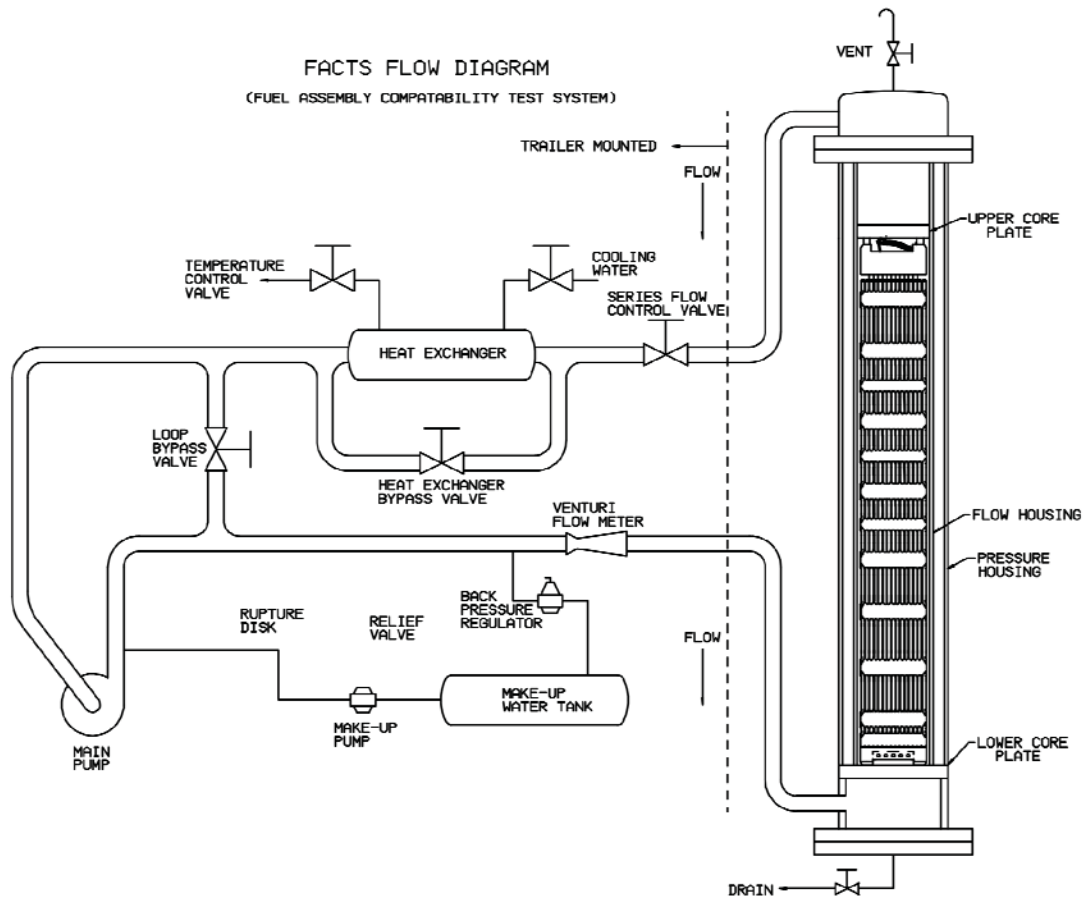 FACTS FLOW DIAGRAM
(FUEL ASSEMBLY COMPATABILITY TEST SYSTEM)
VENT
TRAILER MOUNTED
FLOW
UPPER CORE
PLATE
TEMPERATURE
CONTROL
VALVE
COOLING
WATER
SERIES FLOW
CONTROL VALVE
HEAT EXCHANGER
LOOP
BYPASS
VALVE
HEAT EXCHANGER
BYPASS VALVE
VENTURI
FLOW METER
FLOW HOUSING
PRESSURE
HOUSING
BACK
PRESSURE
REGULATOR
RUPTURE
DISK
RELIEF
VALVE
FLOW
MAKE-UP
WATER TANK
MAKE-UP
PUMP
MAIN
PUMP
LOWER CORE
PLATE
DRAIN